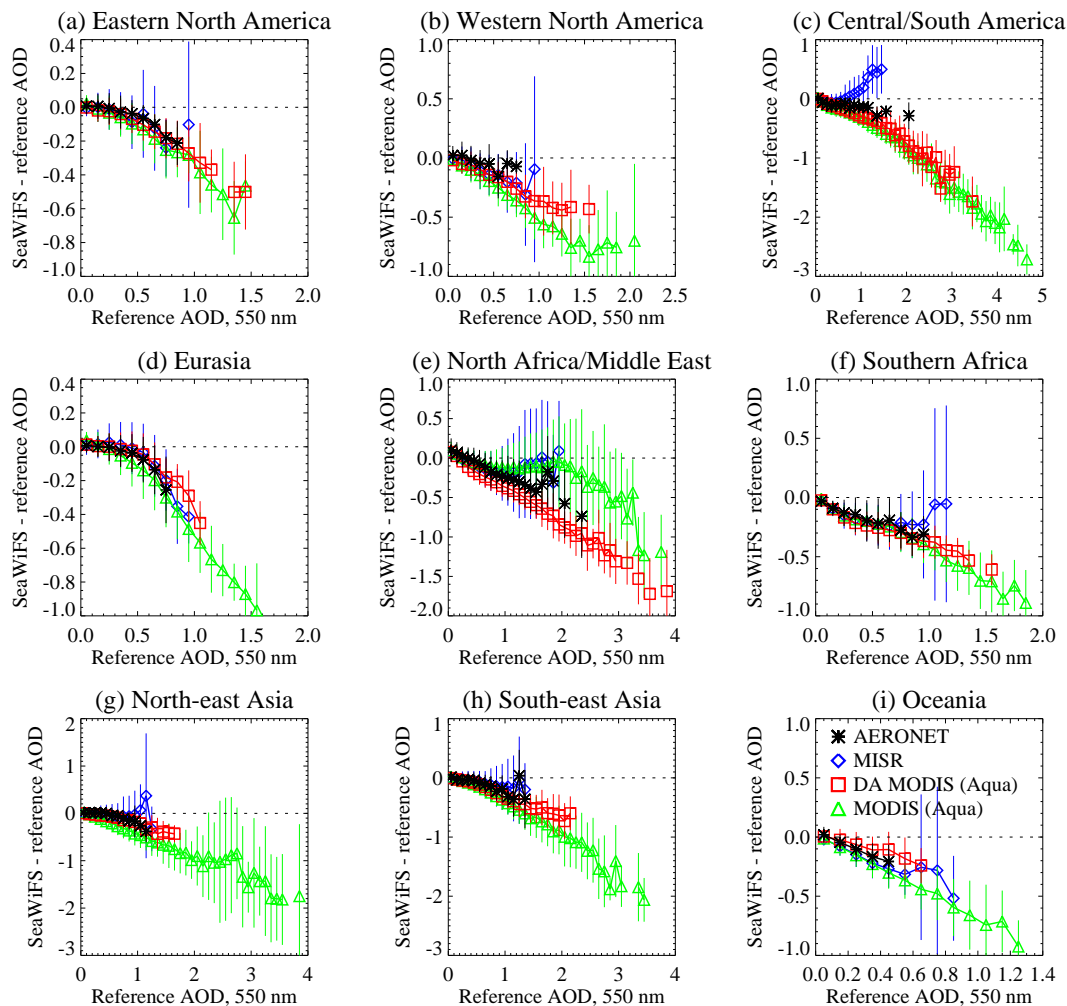 (a) Eastern North America
(b) Western North America
(c) Central/South America
SeaWiFS - reference AOD
0.4
0.2
0.0
-0.2
-0.4
-0.6
-0.8
-1.0
0.0 0.5 1.0 1.5 2.0
Reference AOD, 550 nm
SeaWiFS - reference AOD
1.0
0.5
0.0
-0.5
-1.0
0.0 0.5 1.0 1.5 2.0 2.5
Reference AOD, 550 nm
SeaWiFS - reference AOD
1
0
-1
-2
-3
0 1 2 3 4 5
Reference AOD, 550 nm
(d) Eurasia
(e) North Africa/Middle East
(f) Southern Africa
SeaWiFS - reference AOD
0.4
0.2
0.0
-0.2
-0.4
-0.6
-0.8
-1.0
0.0 0.5 1.0 1.5 2.0
Reference AOD, 550 nm
SeaWiFS - reference AOD
1.0
0.5
0.0
-0.5
-1.0
-1.5
-2.0
0 1 2 3 4
Reference AOD, 550 nm
SeaWiFS - reference AOD
1.0
0.5
0.0
-0.5
-1.0
0.0 0.5 1.0 1.5 2.0
Reference AOD, 550 nm
(g) North-east Asia
(h) South-east Asia
(i) Oceania
SeaWiFS - reference AOD
2
1
0
-1
-2
-3
0 1 2 3 4
Reference AOD, 550 nm
SeaWiFS - reference AOD
1
0
-1
-2
-3
0 1 2 3 4
Reference AOD, 550 nm
SeaWiFS - reference AOD
1.0
0.5
0.0
-0.5
-1.0
AERONET
MISR
DA MODIS (Aqua)
MODIS (Aqua)
0.0 0.2 0.4 0.6 0.8 1.0 1.2 1.4
Reference AOD, 550 nm